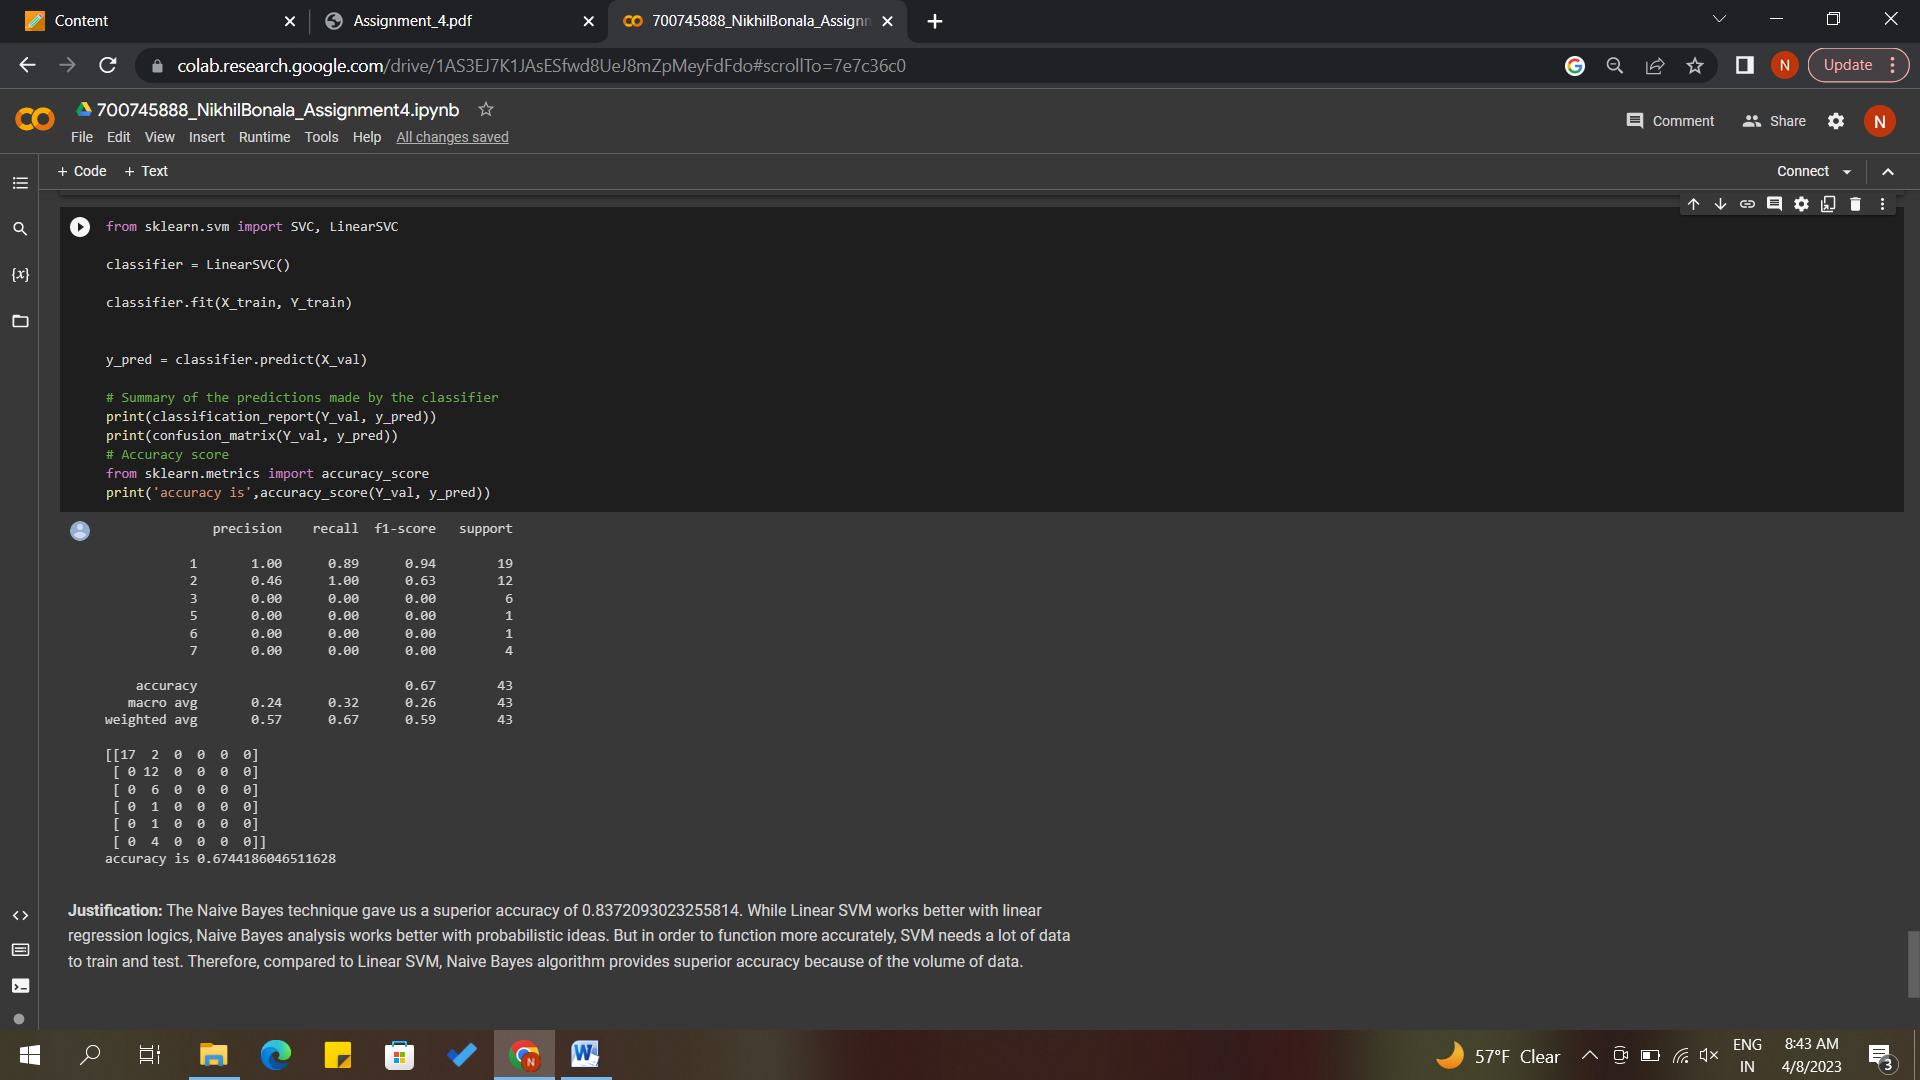 Content
Assignment_4.pdf
700745888_NikhilBonala_Assignm
colab.research.google.com/drive/1AS3EJ7K1JAsESfwd8UeJ8mZpMeyFdFdo#scrollTo=7e7c36c0
N
Update
700745888_NikhilBonala_Assignment4.ipynb
File Edit View Insert Runtime Tools Help All changes saved
Comment
Share
N
+ Code + Text
Connect
{x}
from sklearn.svm import SVC, LinearSVC
classifier = LinearSVC()
classifier.fit(X_train, Y_train)
y_pred = classifier.predict(X_val)
# Summary of the predictions made by the classifier
print(classification_report(Y_val, y_pred))
print(confusion_matrix(Y_val, y_pred))
# Accuracy score
from sklearn.metrics import accuracy_score
print('accuracy is',accuracy_score(Y_val, y_pred))
precision recall f1-score support
1 1.00 0.89 0.94 19
2 0.46 1.00 0.63 12
3 0.00 0.00 0.00 6
5 0.00 0.00 0.00 1
6 0.00 0.00 0.00 1
7 0.00 0.00 0.00 4
accuracy 0.67 43
macro avg 0.24 0.32 0.26 43
weighted avg 0.57 0.67 0.59 43
[[17 2 0 0 0 0]
[ 0 12 0 0 0 0]
[ 0 6 0 0 0 0]
[ 0 1 0 0 0 0]
[ 0 1 0 0 0 0]
[ 0 4 0 0 0 0]]
accuracy is 0.6744186046511628
Justification: The Naive Bayes technique gave us a superior accuracy of 0.8372093023255814. While Linear SVM works better with linear
regression logics, Naive Bayes analysis works better with probabilistic ideas. But in order to function more accurately, SVM needs a lot of data
to train and test. Therefore, compared to Linear SVM, Naive Bayes algorithm provides superior accuracy because of the volume of data.
N
W
57°F Clear
ENG
IN
8:43 AM
4/8/2023
3